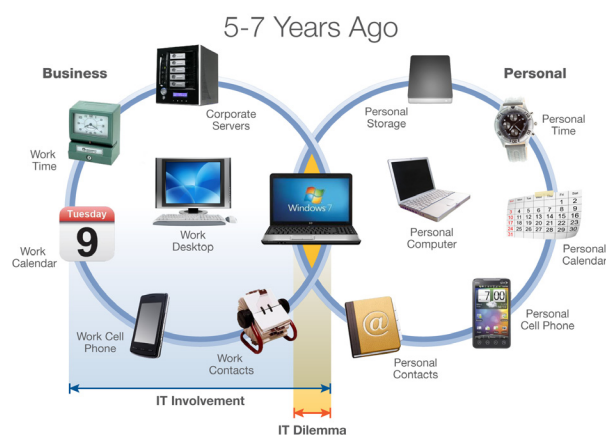 5-7 Years Ago
Business
Personal
Corporate
Servers
Personal
Storage
Work
Time
Personal
Time
Work
Desktop
Windows 7
Personal
Computer
Tuesday
9
Work
Calendar
Personal
Calendar
Work Cell
Phone
Work
Contacts
@
Personal
Contacts
7:00
Personal
Cell Phone
IT Involvement
IT Dilemma